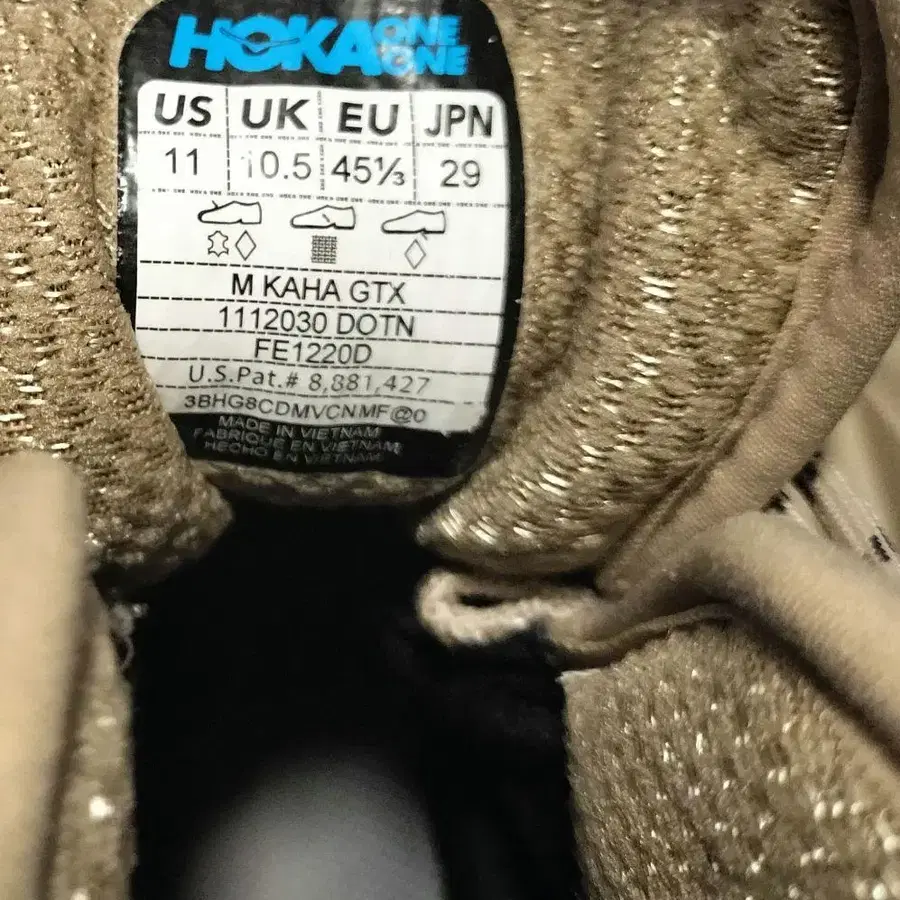 HOKA ONE ONE
US UK EU JPN
11 10.5 45⅓ 29
M KAHA GTX
1112030 DOTN
FE1220D
U.S.Pat.# 8,881,427
3BHG8CDMVCNMF@0
MADE IN VIETNAM
FABRIQUE EN VIETNAM
HECHO EN VIETNAM